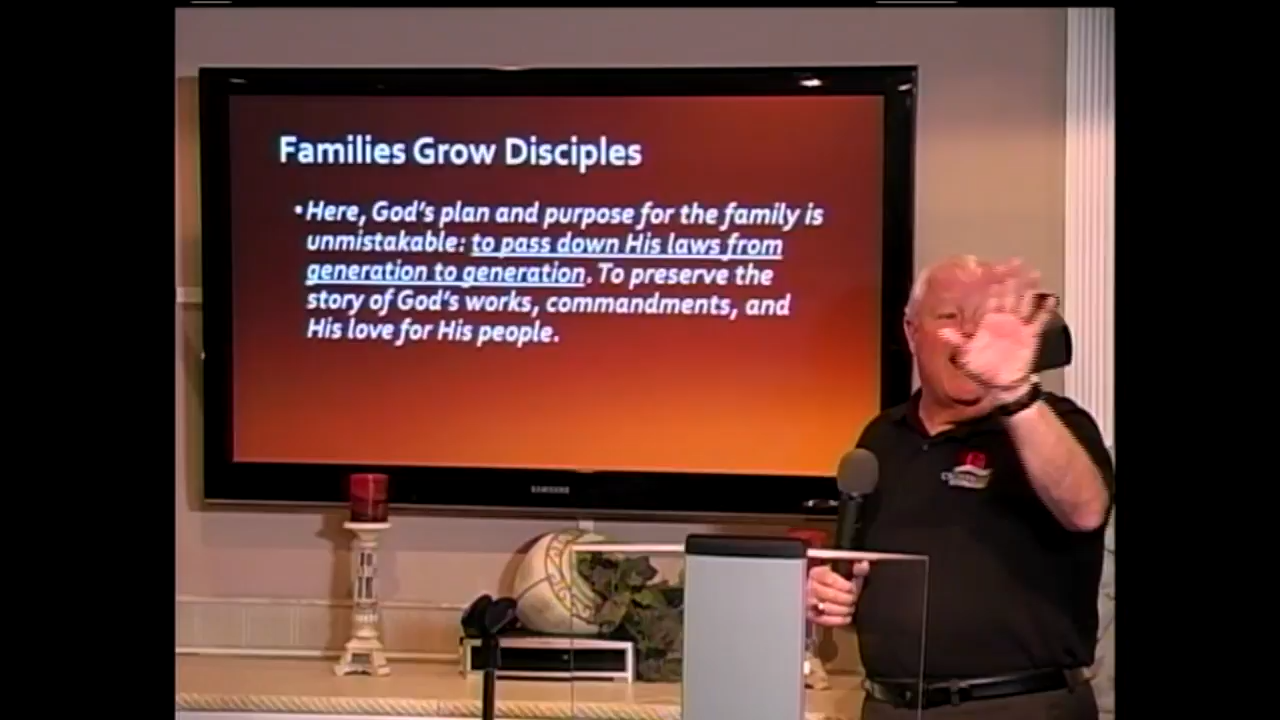 Families Grow Disciples
• Here, God's plan and purpose for the family is
unmistakable: to pass down His laws from
generation to generation. To preserve the
story of God's works, commandments, and
His love for His people.
SAMSUNG